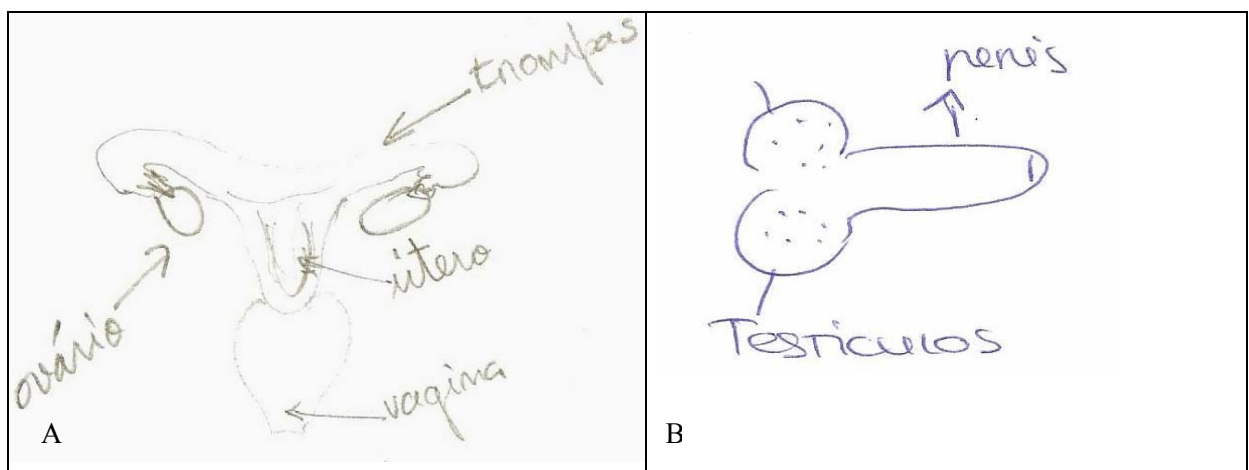 trompas
ovário
útero
vagina
A
penis
Testiculos
B